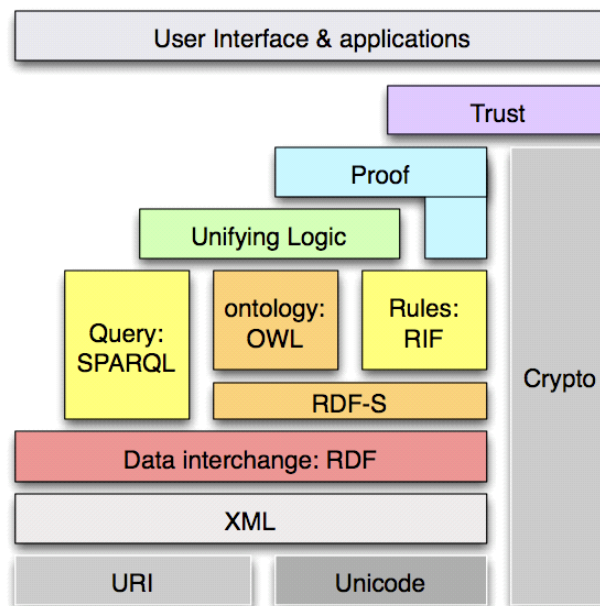 User Interface & applications
Trust
Proof
Unifying Logic
Query:
SPARQL
ontology:
OWL
Rules:
RIF
Crypto
RDF-S
Data interchange: RDF
XML
URI
Unicode